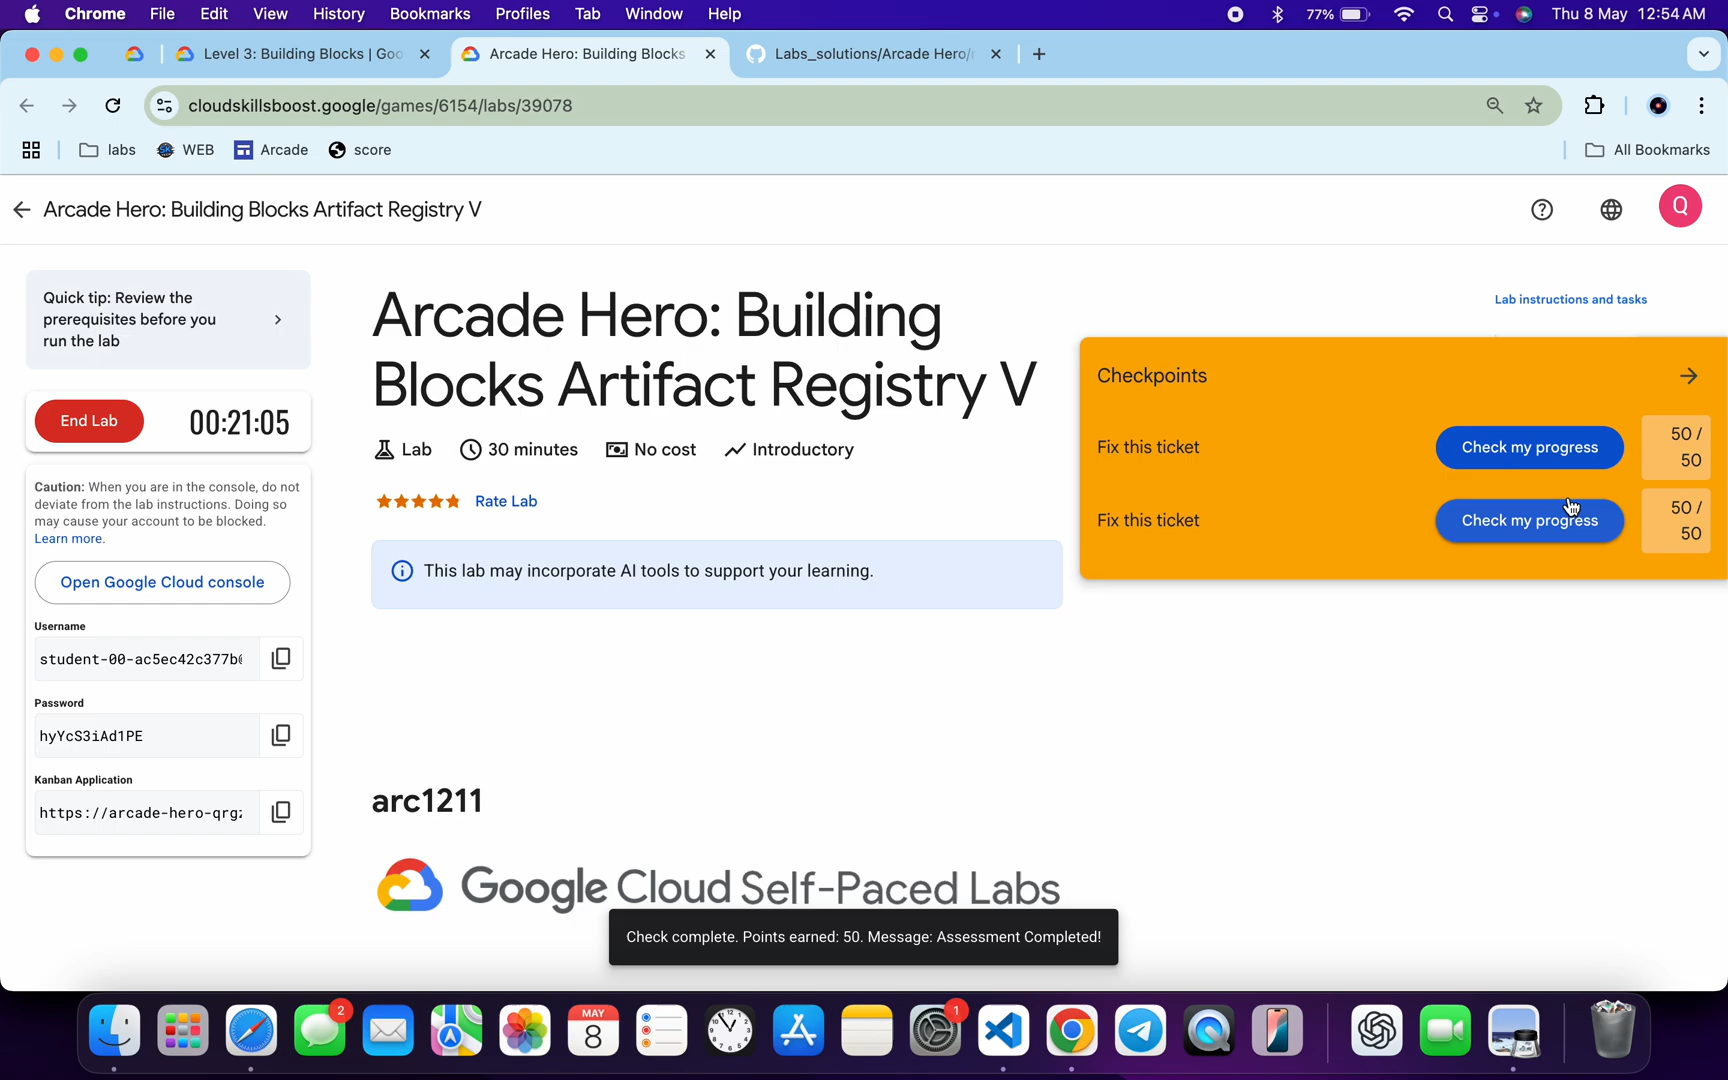 Chrome File Edit View History Bookmarks Profiles Tab Window Help 77% Thu 8 May 12:54 AM
Level 3: Building Blocks | Goo Arcade Hero: Building Blocks Labs_solutions/Arcade Hero/
cloudskillsboost.google/games/6154/labs/39078
labs WEB Arcade score All Bookmarks
Arcade Hero: Building Blocks Artifact Registry V
Q
Quick tip: Review the
prerequisites before you
run the lab
End Lab 00:21:05
Caution: When you are in the console, do not
deviate from the lab instructions. Doing so
may cause your account to be blocked.
Learn more.
Open Google Cloud console
Username
student-00-ac5ec42c377b
Password
hyYcS3iAd1PE
Kanban Application
https://arcade-hero-qrg
Arcade Hero: Building
Blocks Artifact Registry V
Lab 30 minutes No cost Introductory
Rate Lab
This lab may incorporate AI tools to support your learning.
arc1211
Google Cloud Self-Paced Labs
Lab instructions and tasks
Checkpoints
Fix this ticket Check my progress 50 /
50
Fix this ticket Check my progress 50 /
50
Check complete. Points earned: 50. Message: Assessment Completed!
2
MAY
8
1